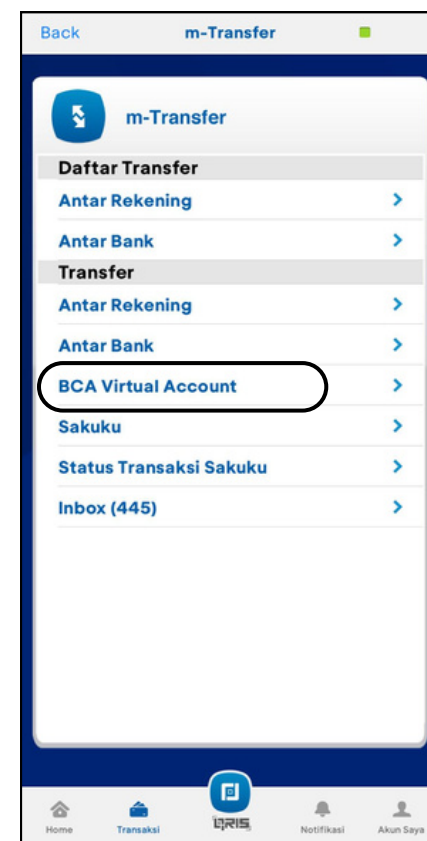 Back m-Transfer
m-Transfer
Daftar Transfer
Antar Rekening
Antar Bank
Transfer
Antar Rekening
Antar Bank
BCA Virtual Account
Sakuku
Status Transaksi Sakuku
Inbox (445)
QRIS
Home Transaksi Notifikasi Akun Saya